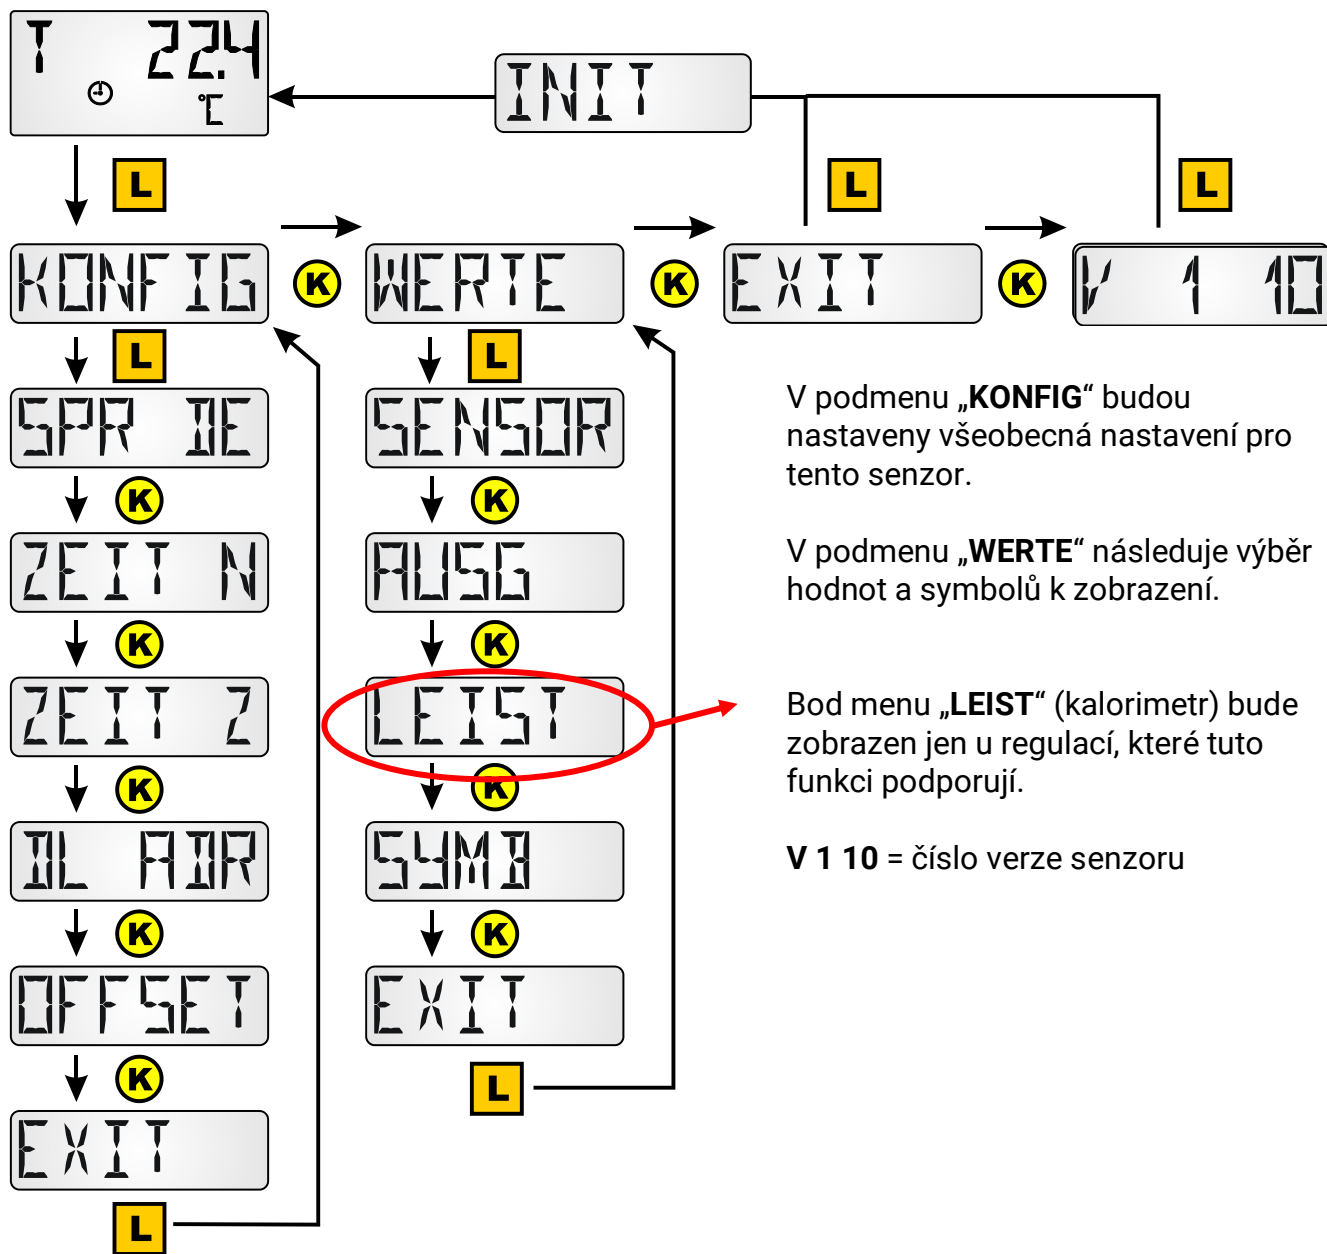 T 22.4
°C
INIT
L
L
L
KONFIG
K
WERTE
K
EXIT
K
V 1 10
L
L
SPR DE
SENSOR
V podmenu „KONFIG“ budou
nastaveny všeobecná nastavení pro
tento senzor.
K
K
ZEIT N
AUSG
V podmenu „WERTE“ následuje výběr
hodnot a symbolů k zobrazení.
K
K
ZEIT Z
LEIST
Bod menu „LEIST“ (kalorimetr) bude
zobrazen jen u regulací, které tuto
funkci podporují.
K
K
DL ADR
SYMB
V 1 10 = číslo verze senzoru
K
K
OFFSET
EXIT
K
L
EXIT
L